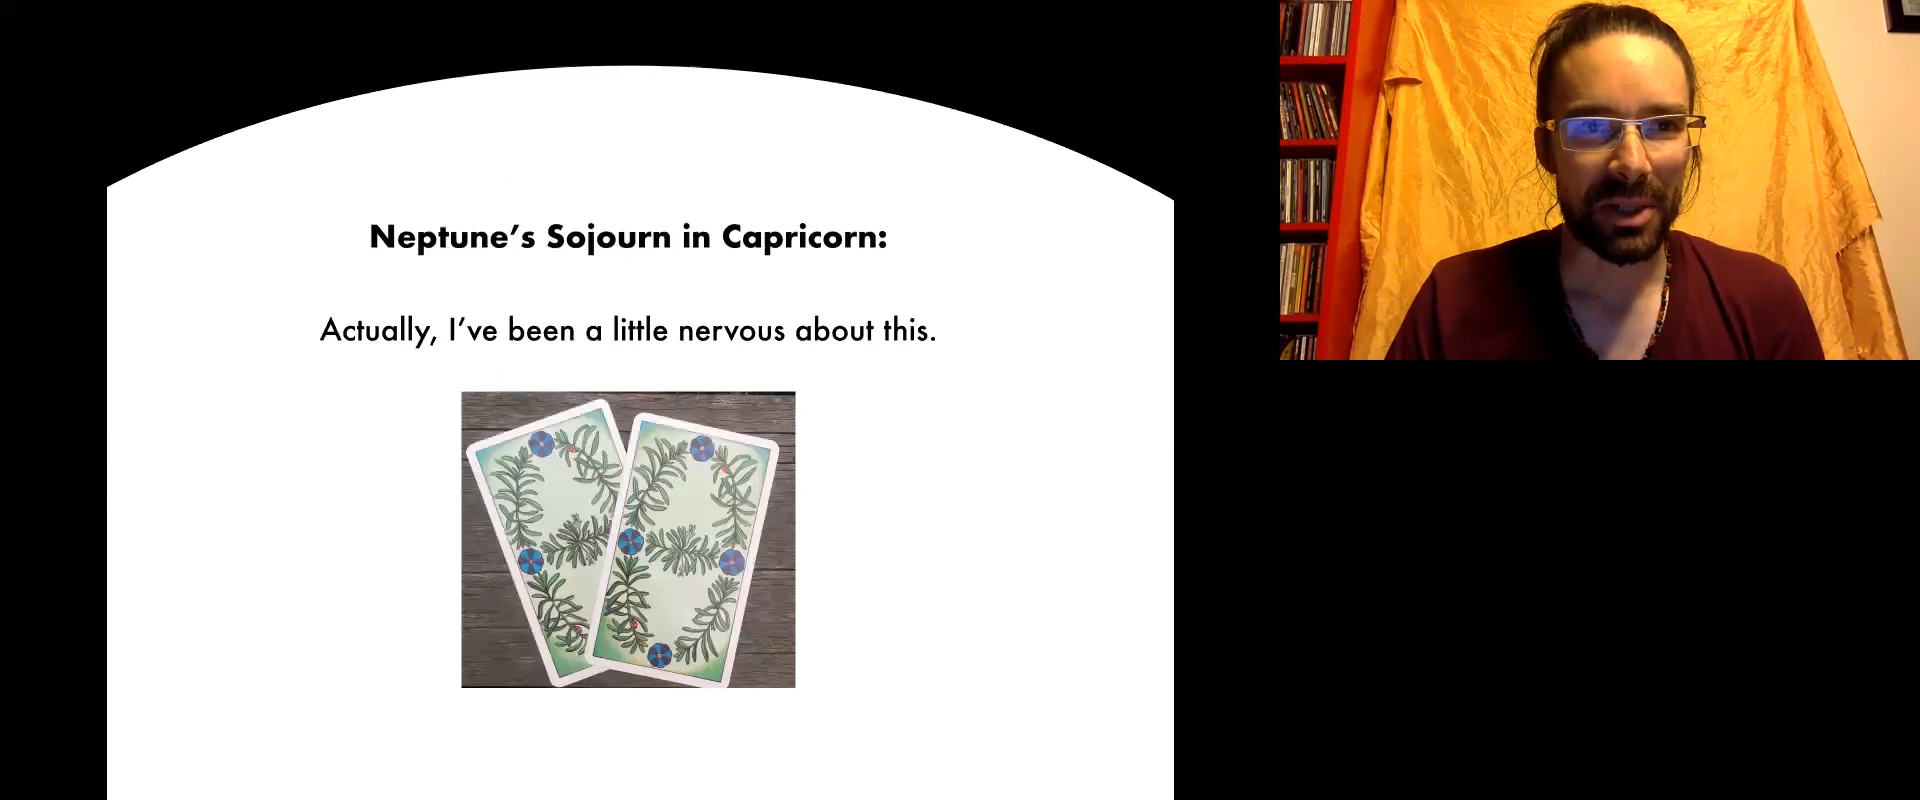 Neptune’s Sojourn in Capricorn:
Actually, I’ve been a little nervous about this.